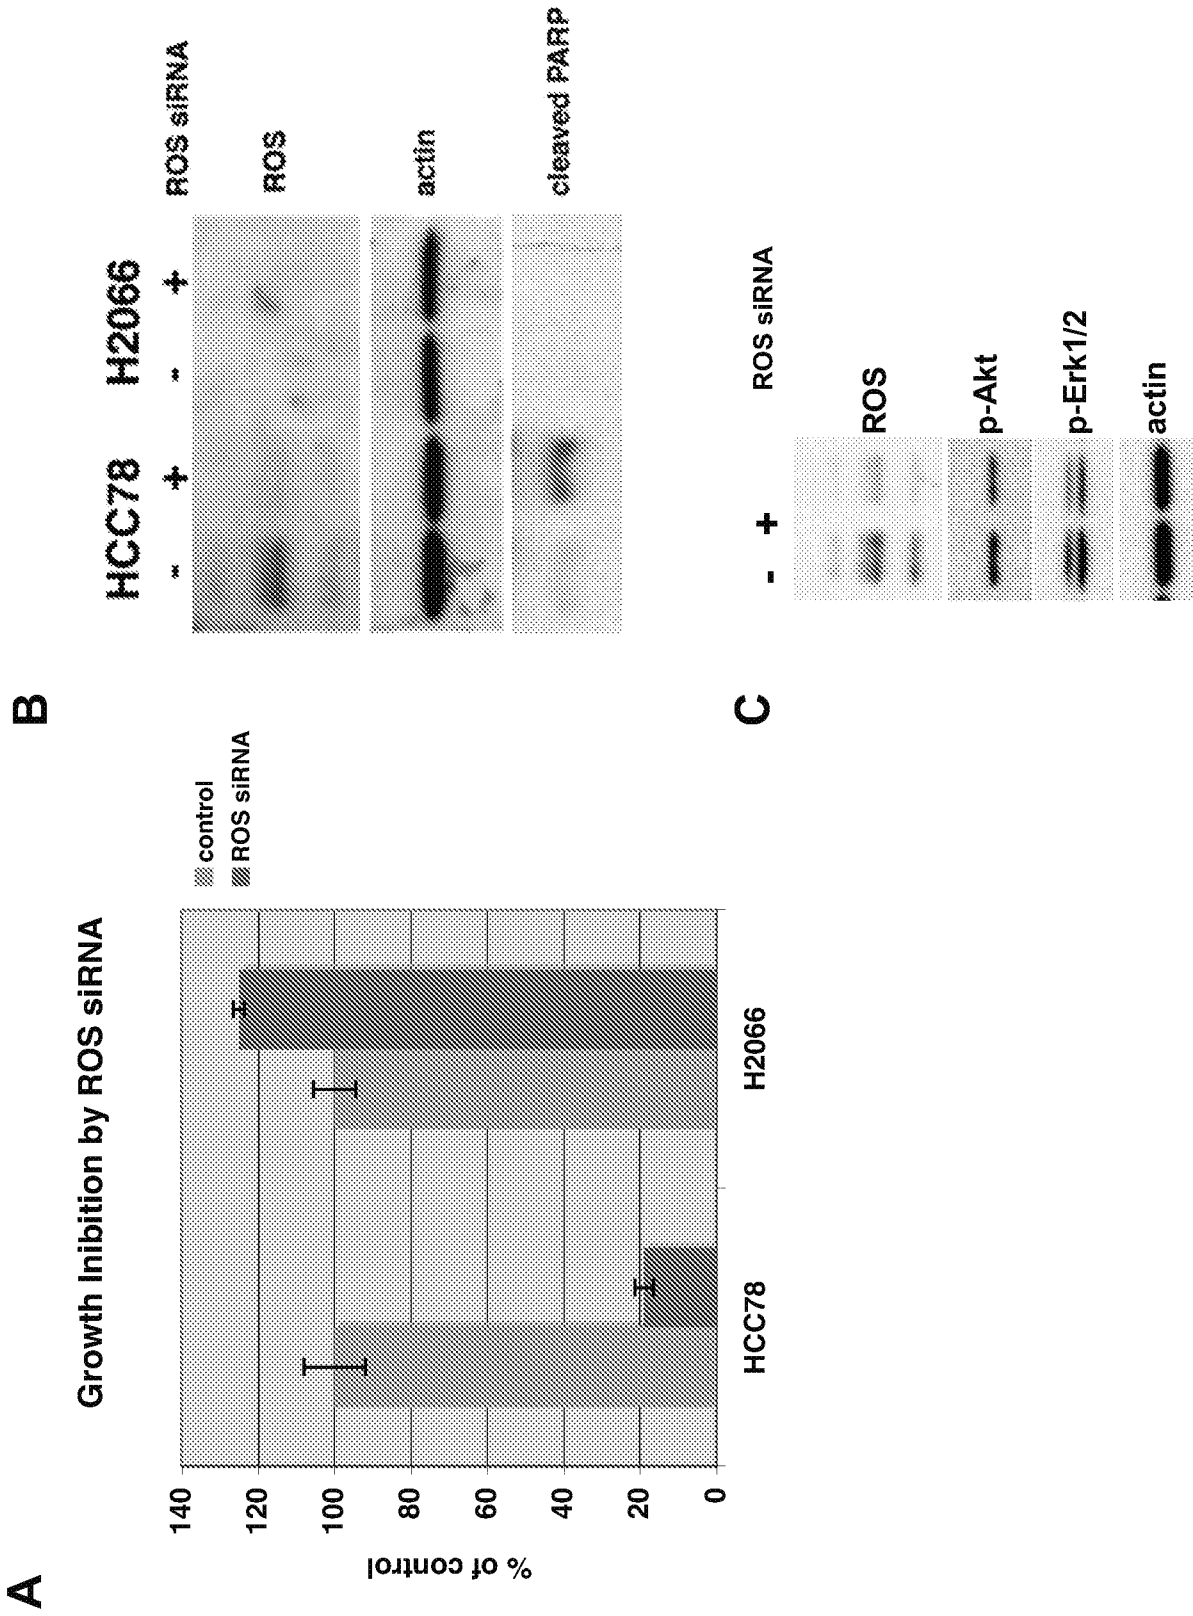 A
Growth Inibition by ROS siRNA
control
ROS siRNA
% of control
140
120
100
80
60
40
20
0
HCC78 H2066
B
HCC78 H2066
- + - + ROS siRNA
ROS
actin
cleaved PARP
C
- + ROS siRNA
ROS
p-Akt
p-Erk1/2
actin